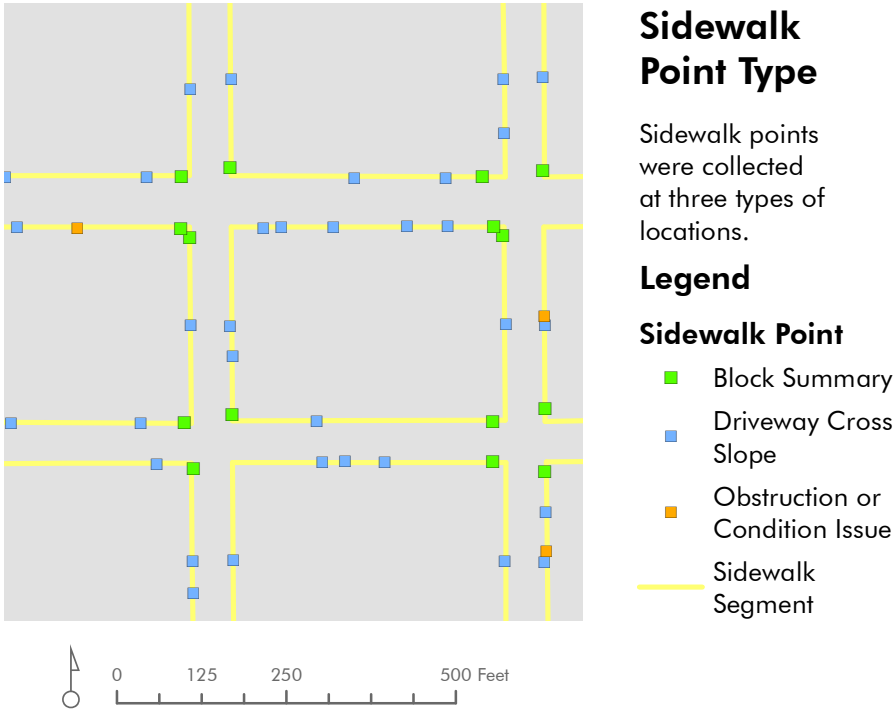 Sidewalk
Point Type
Sidewalk points
were collected
at three types of
locations.
Legend
Sidewalk Point
Block Summary
Driveway Cross
Slope
Obstruction or
Condition Issue
Sidewalk
Segment
0 125 250 500 Feet